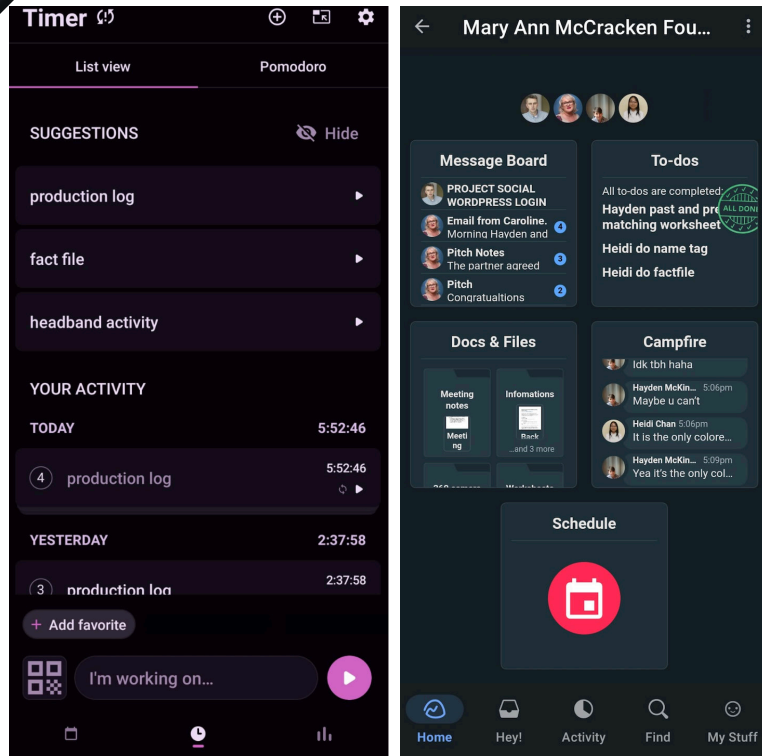 Timer
List view
Pomodoro
SUGGESTIONS
Hide
production log
fact file
headband activity
YOUR ACTIVITY
TODAY
5:52:46
4
production log
5:52:46
YESTERDAY
2:37:58
3
production log
2:37:58
+ Add favorite
I'm working on...
Mary Ann McCracken Fou...
Message Board
PROJECT SOCIAL
WORDPRESS LOGIN
Email from Caroline.
Morning Hayden and
4
Pitch Notes
The partner agreed
3
Pitch
Congratualtions
2
To-dos
All to-dos are completed:
ALL DONE
Hayden past and pre
matching worksheet
Heidi do name tag
Heidi do factfile
Docs & Files
Meeting
notes
Meeti
ng
Infomations
Back
...and 3 more
360 camera
Worksheets
Campfire
Idk tbh haha
Hayden McKin... 5:06pm
Maybe u can't
Heidi Chan 5:06pm
It is the only colore...
Hayden McKin... 5:09pm
Yea it's the only col...
Schedule
Home
Hey!
Activity
Find
My Stuff